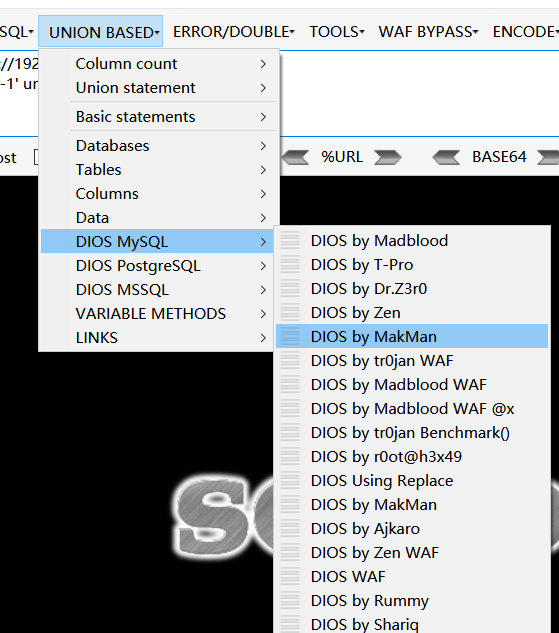 SQL UNION BASED ERROR/DOUBLE TOOLS WAF BYPASS ENCODE
://192
-1' un
ost %URL BASE64
Column count
Union statement
Basic statements
Databases
Tables
Columns
Data
DIOS MySQL
DIOS PostgreSQL
DIOS MSSQL
VARIABLE METHODS
LINKS
DIOS by Madblood
DIOS by T-Pro
DIOS by Dr.Z3r0
DIOS by Zen
DIOS by MakMan
DIOS by tr0jan WAF
DIOS by Madblood WAF
DIOS by Madblood WAF @x
DIOS by tr0jan Benchmark()
DIOS by r0ot@h3x49
DIOS Using Replace
DIOS by MakMan
DIOS by Ajkaro
DIOS by Zen WAF
DIOS WAF
DIOS by Rummy
DIOS by Shariq